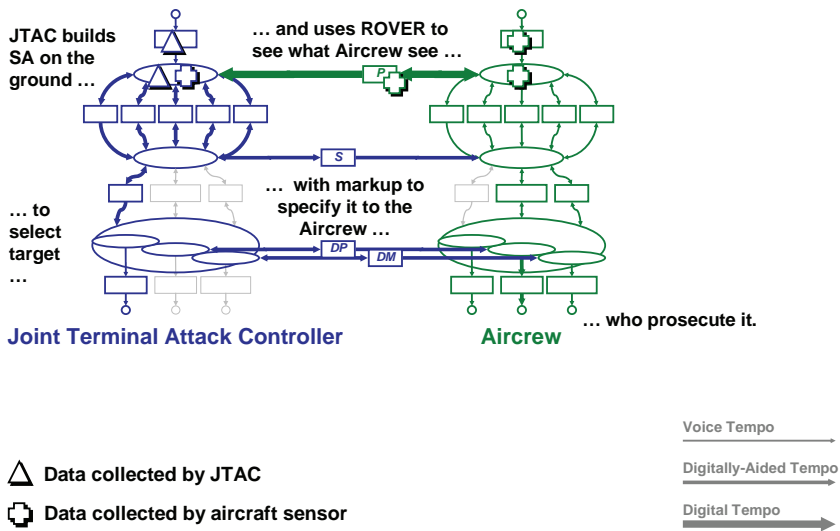 JTAC builds
SA on the
ground …
… and uses ROVER to
see what Aircrew see …
P
S
… with markup to
specify it to the
Aircrew …
… to
select
target
…
DP
DM
Joint Terminal Attack Controller
Aircrew
… who prosecute it.
Voice Tempo
Digitally-Aided Tempo
Digital Tempo
Data collected by JTAC
Data collected by aircraft sensor